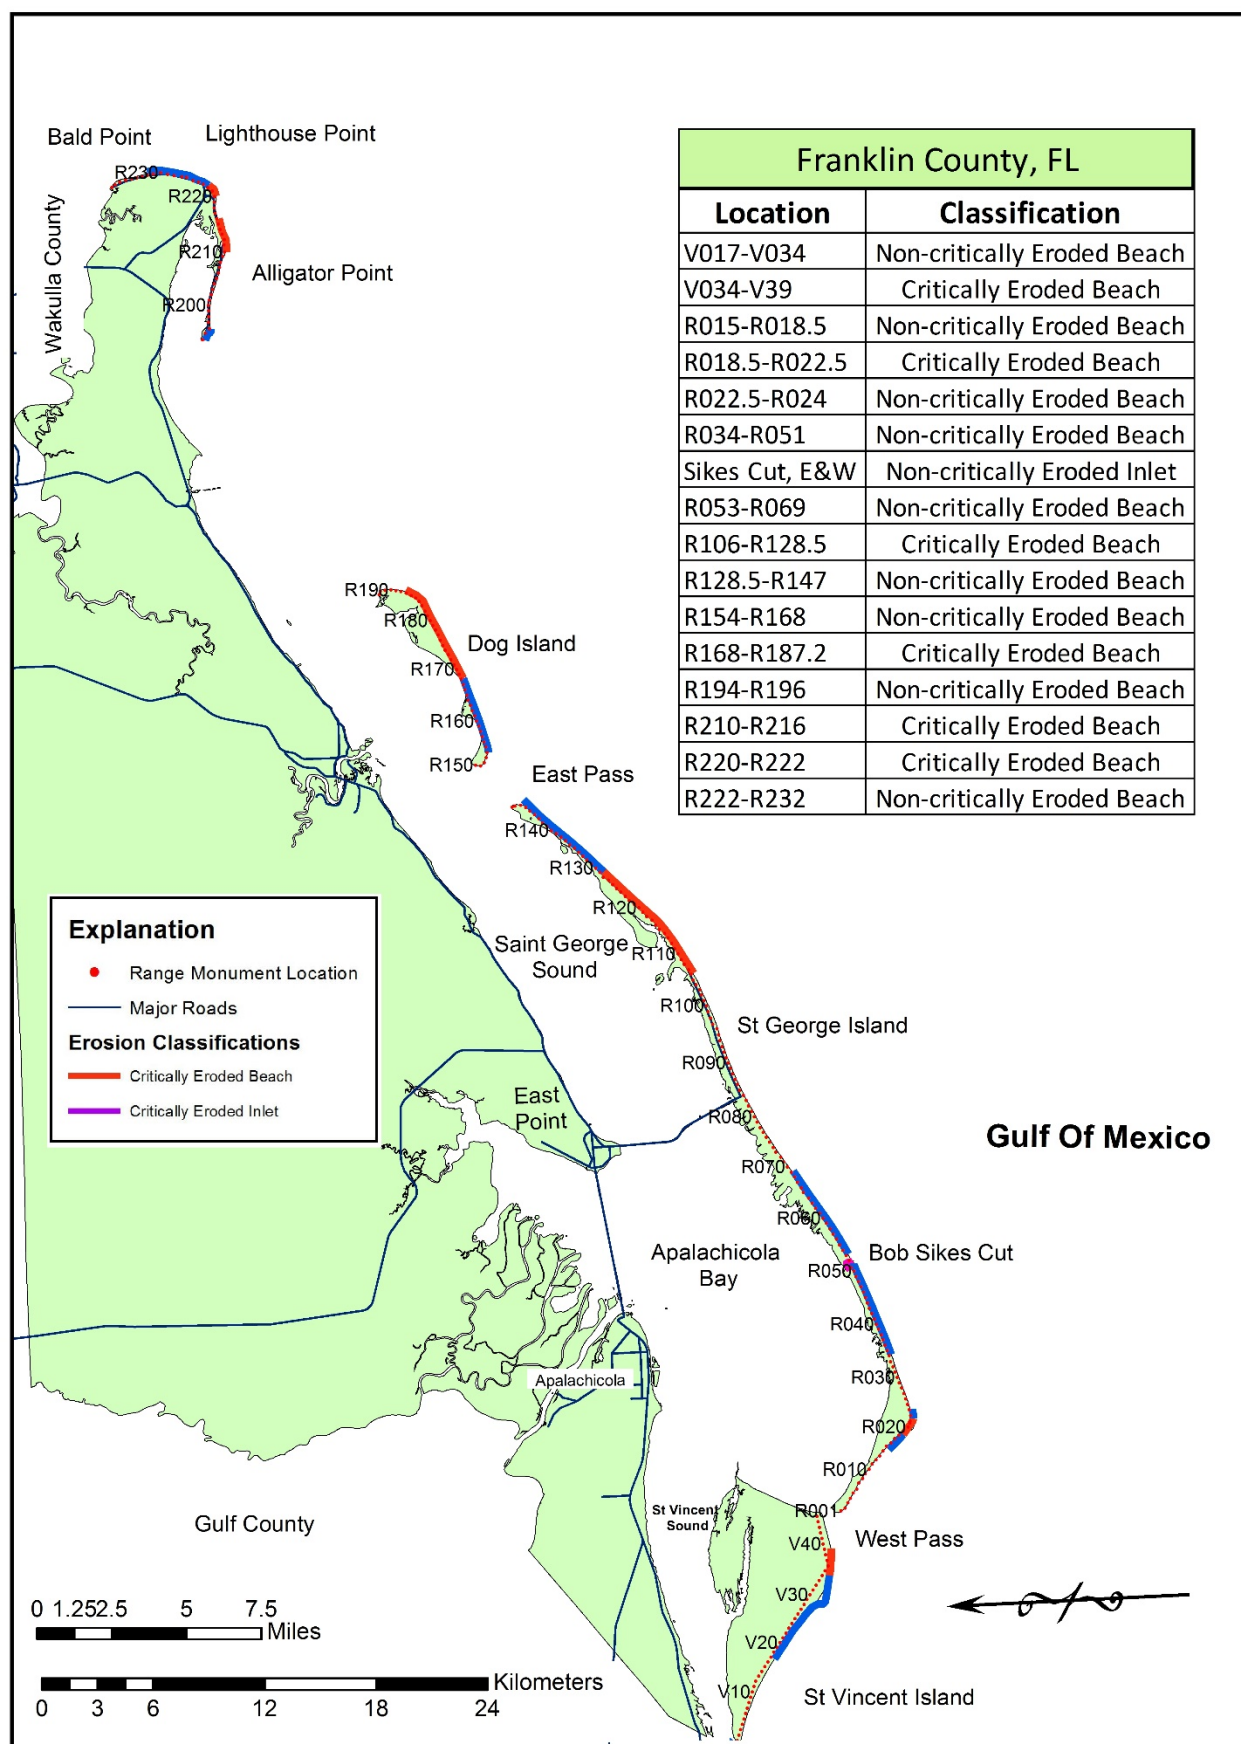 Bald Point
Lighthouse Point
R230
R220
R210
R200
Wakulla County
Alligator Point
Franklin County, FL
Location Classification
V017-V034 Non-critically Eroded Beach
V034-V39 Critically Eroded Beach
R015-R018.5 Non-critically Eroded Beach
R018.5-R022.5 Critically Eroded Beach
R022.5-R024 Non-critically Eroded Beach
R034-R051 Non-critically Eroded Beach
Sikes Cut, E&W Non-critically Eroded Inlet
R053-R069 Non-critically Eroded Beach
R106-R128.5 Critically Eroded Beach
R128.5-R147 Non-critically Eroded Beach
R154-R168 Non-critically Eroded Beach
R168-R187.2 Critically Eroded Beach
R194-R196 Non-critically Eroded Beach
R210-R216 Critically Eroded Beach
R220-R222 Critically Eroded Beach
R222-R232 Non-critically Eroded Beach
R190
R180
Dog Island
R170
R160
R150
East Pass
R140
R130
R120
Saint George
Sound
R110
R100
St George Island
R090
R080
East
Point
Explanation
Range Monument Location
Major Roads
Erosion Classifications
Critically Eroded Beach
Critically Eroded Inlet
Gulf Of Mexico
R070
R060
Apalachicola
Bay
Bob Sikes Cut
R050
R040
R030
Apalachicola
R020
R010
R001
St Vincent
Sound
Gulf County
V40
West Pass
V30
V20
V10
St Vincent Island
0 1.25 2.5 5 7.5
Miles
Kilometers
0 3 6 12 18 24